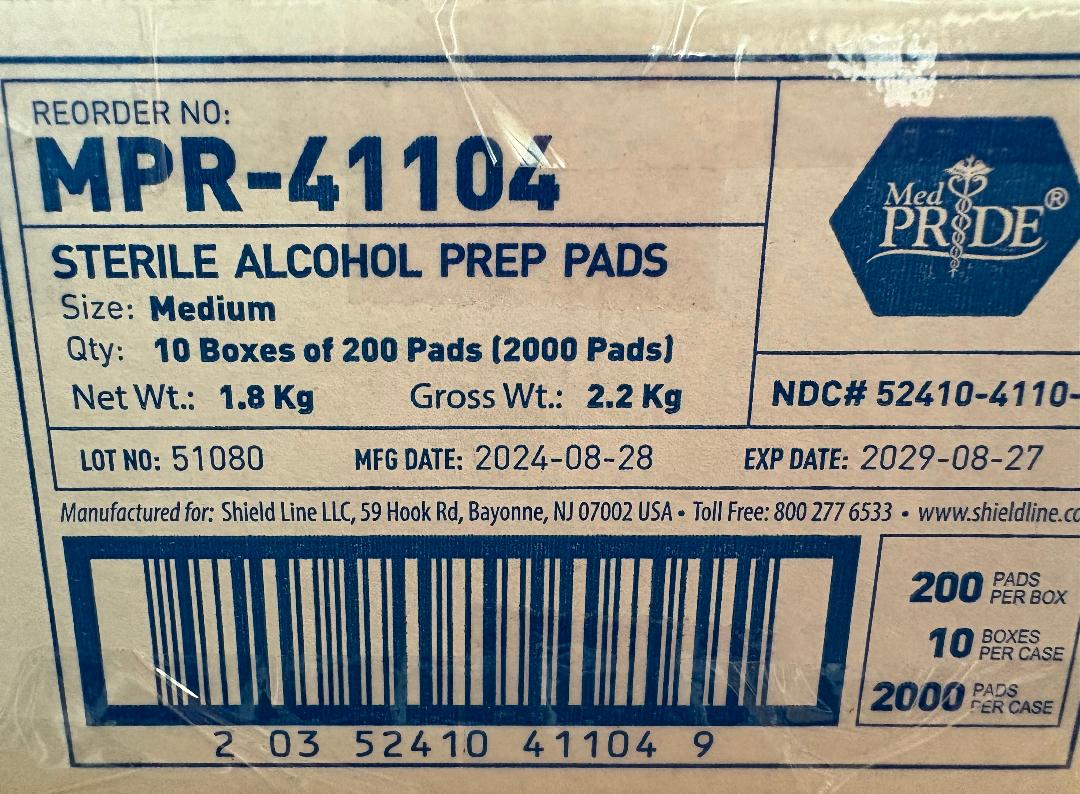 REORDER NO:
MPR-41104
Med
PRIDE®
STERILE ALCOHOL PREP PADS
Size: Medium
Qty: 10 Boxes of 200 Pads (2000 Pads)
Net Wt.: 1.8 Kg Gross Wt.: 2.2 Kg
NDC# 52410-4110-
LOT NO: 51080 MFG DATE: 2024-08-28 EXP DATE: 2029-08-27
Manufactured for: Shield Line LLC, 59 Hook Rd, Bayonne, NJ 07002 USA • Toll Free: 800 277 6533 • www.shieldline.co
200 PADS PER BOX
10 BOXES PER CASE
2000 PADS PER CASE
2 03 52410 41104 9